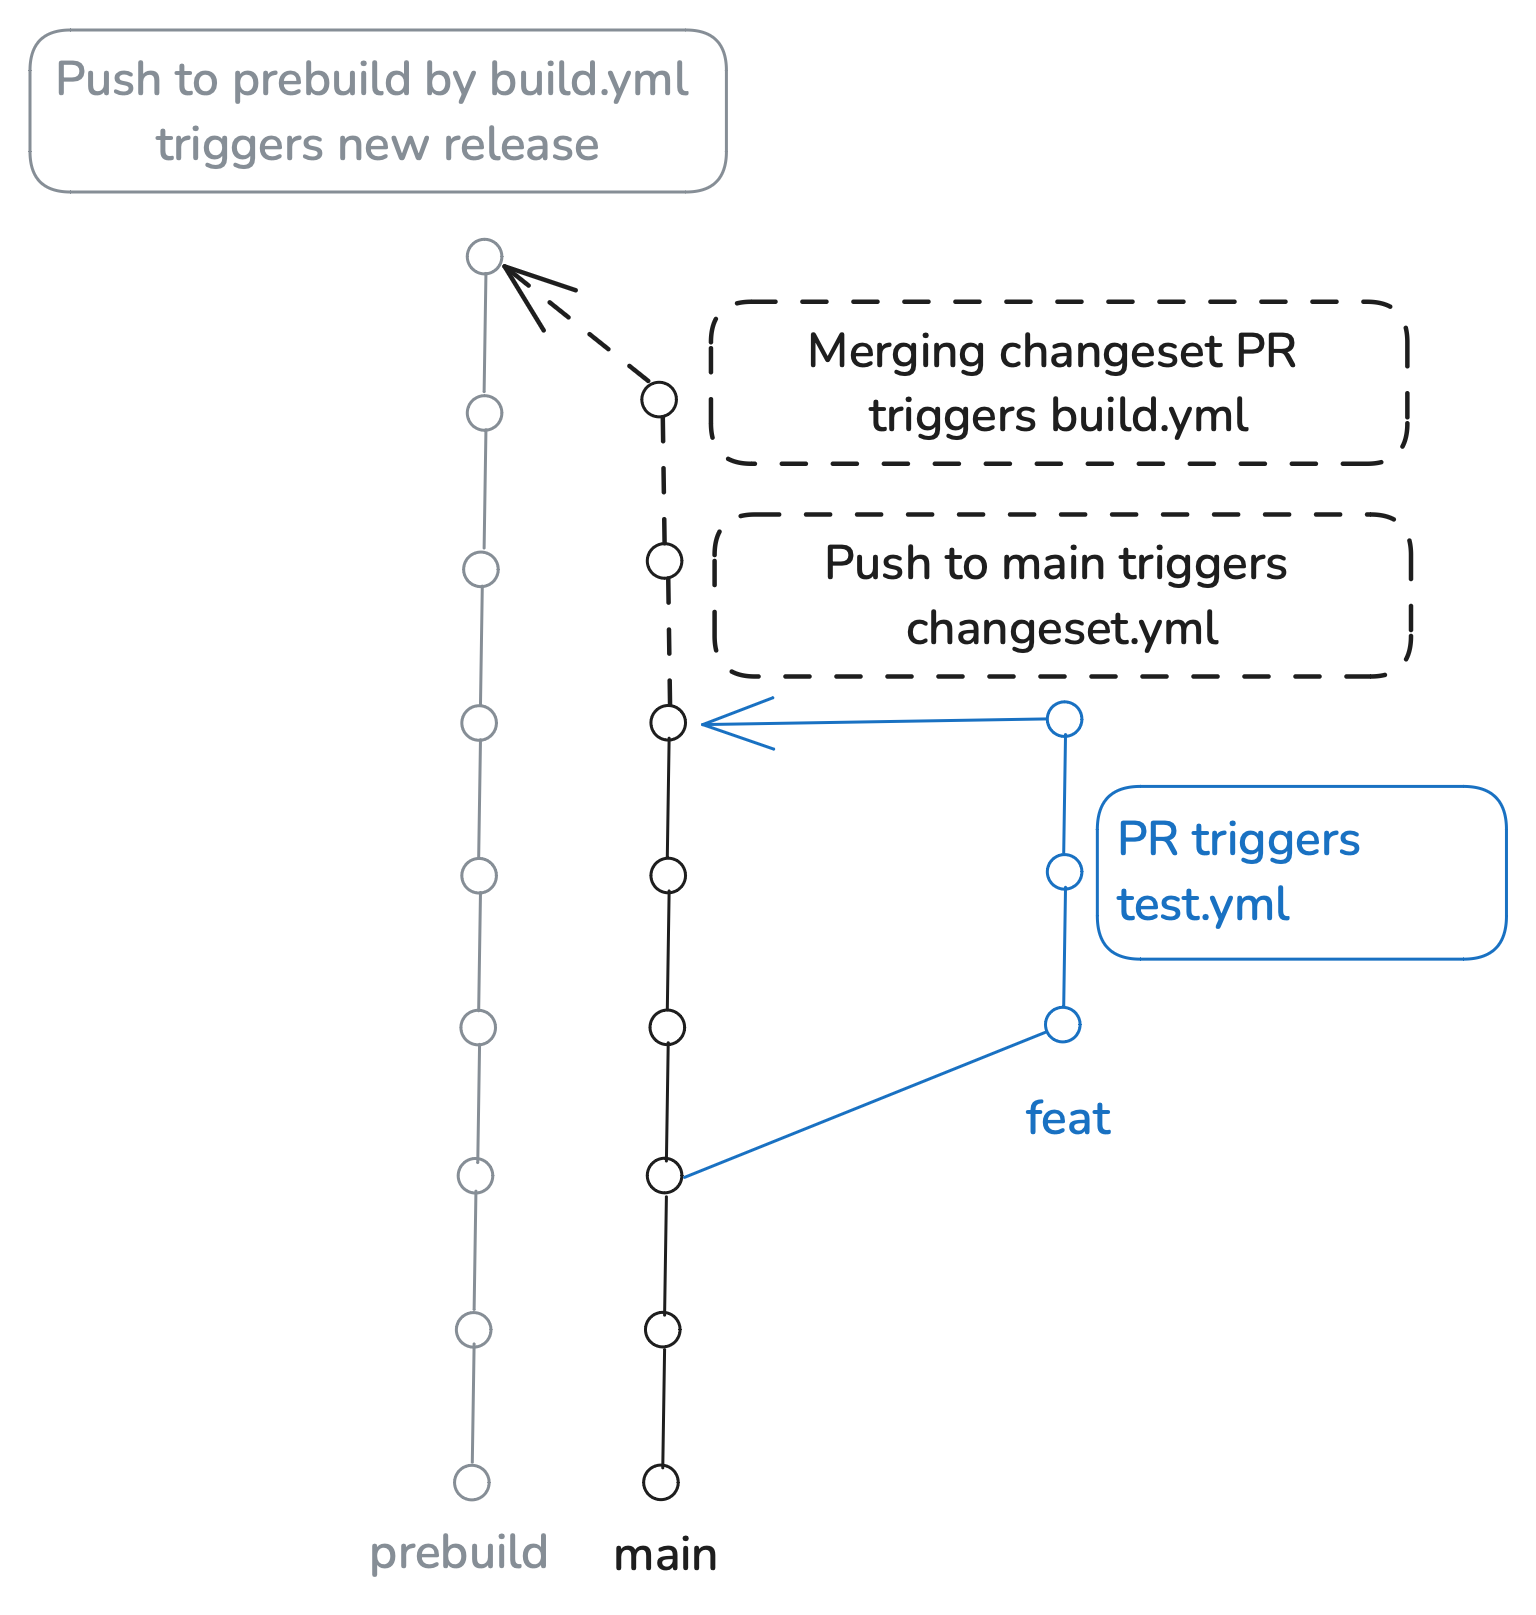 Push to prebuild by build.yml
triggers new release
Merging changeset PR
triggers build.yml
Push to main triggers
changeset.yml
PR triggers
test.yml
feat
prebuild
main